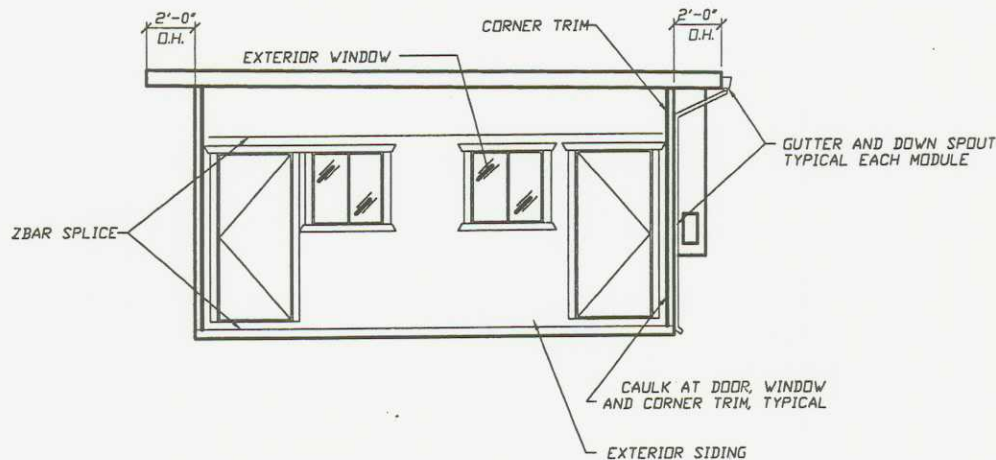 2'-0"
O.H.
CORNER TRIM
2'-0"
O.H.
EXTERIOR WINDOW
GUTTER AND DOWN SPOUT
TYPICAL EACH MODULE
ZBAR SPLICE
CAULK AT DOOR, WINDOW
AND CORNER TRIM, TYPICAL
EXTERIOR SIDING